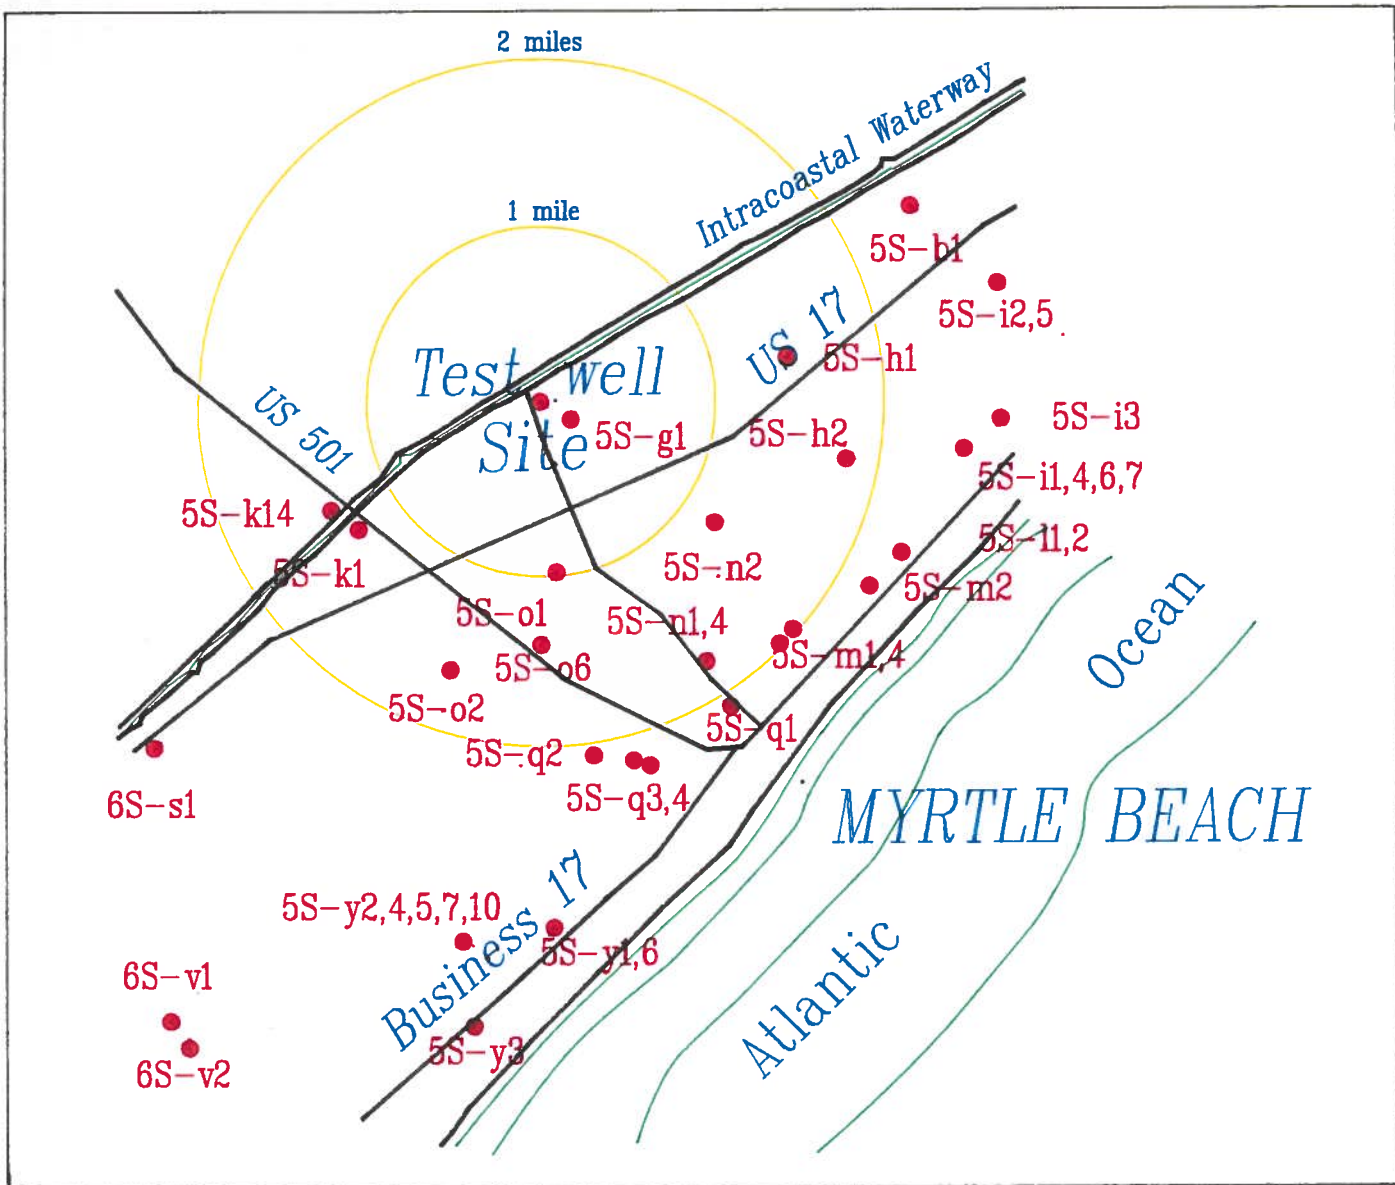 2 miles
Intracoastal Waterway
1 mile
5S-b1
5S-i2,5
US 17
5S-h1
Test well
Site
US 501
5S-g1
5S-h2
5S-i3
5S-i1,4,6,7
5S-k14
5S-l1,2
5S-k1
5S-n2
5S-m2
5S-o1
5S-n1,4
Ocean
5S-o6
5S-m1,4
5S-o2
5S-q1
5S-q2
5S-q3,4
6S-s1
MYRTLE BEACH
5S-y2,4,5,7,10
Business 17
5S-y1,6
Atlantic
6S-v1
5S-y3
6S-v2